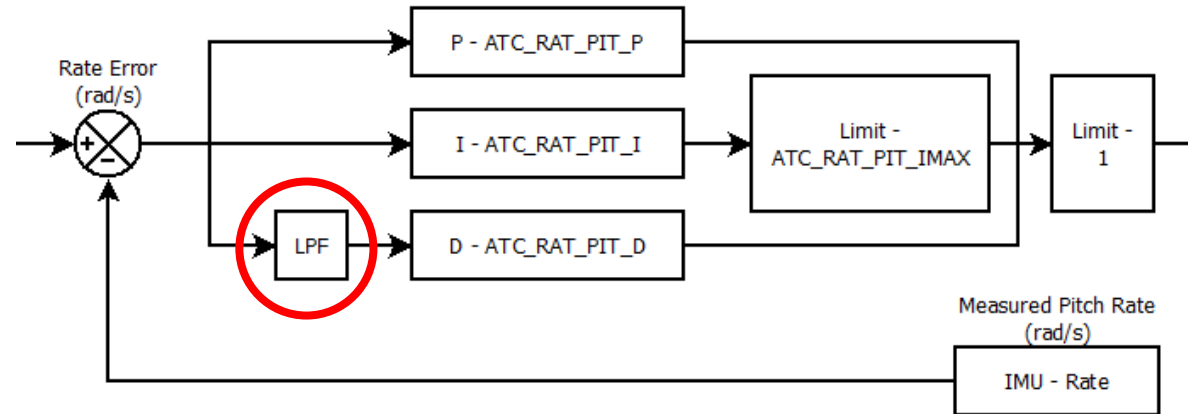 P - ATC_RAT_PIT_P
Rate Error
(rad/s)
+
−
I - ATC_RAT_PIT_I
Limit -
ATC_RAT_PIT_IMAX
Limit -
1
LPF
D - ATC_RAT_PIT_D
Measured Pitch Rate
(rad/s)
IMU - Rate